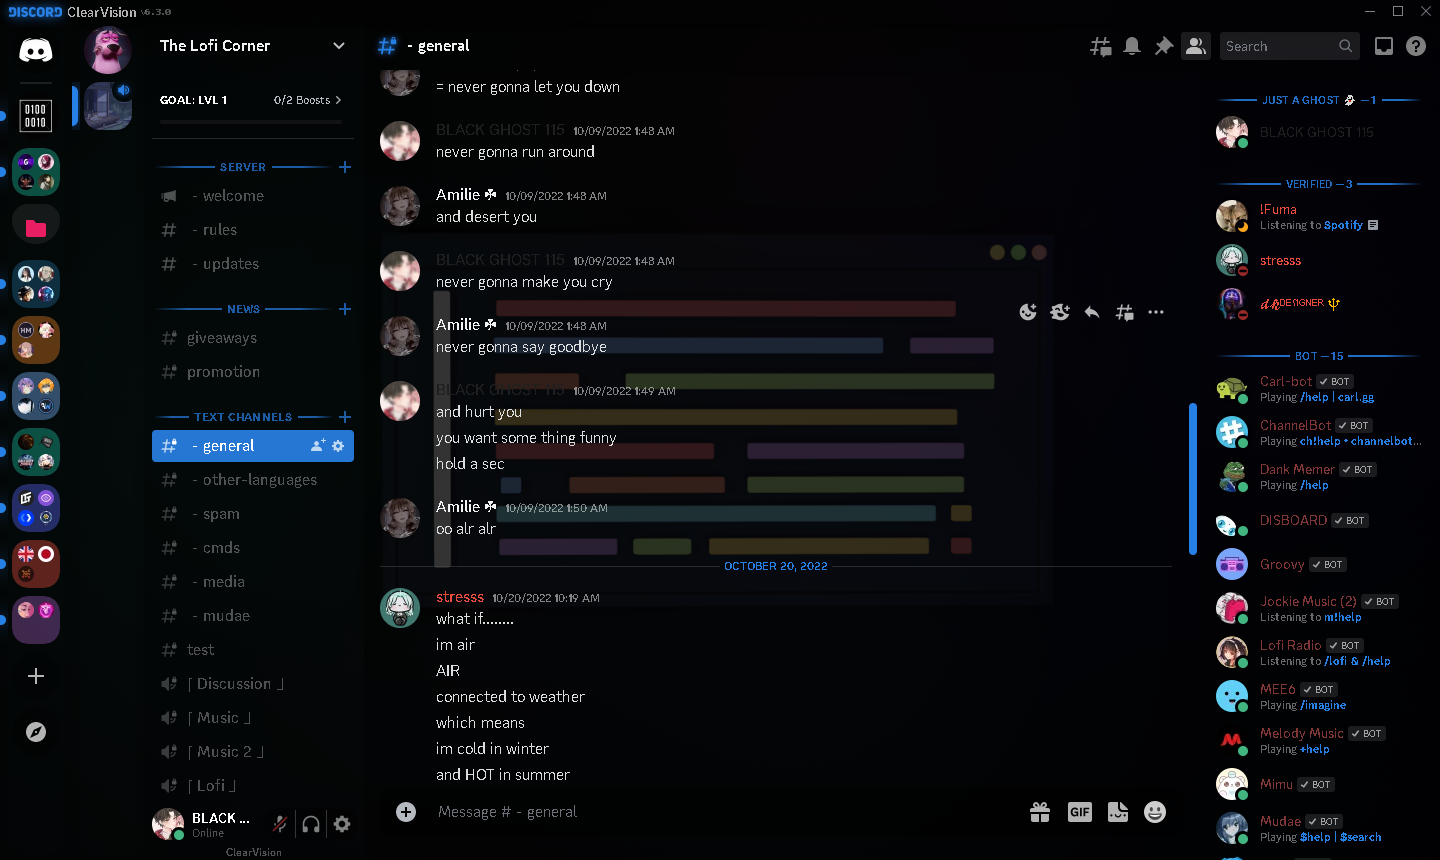 DISCORD ClearVision v6.3.0
The Lofi Corner
GOAL: LVL 1 0/2 Boosts
SERVER
- welcome
- rules
- updates
NEWS
giveaways
promotion
TEXT CHANNELS
- general
- other-languages
- spam
- cmds
- media
- mudae
test
「 Discussion 」
「 Music 」
「 Music 2 」
「 Lofi 」
BLACK ...
Online
ClearVision
0100
0010
HM
- general
Search
= never gonna let you down
BLACK GHOST 115 10/09/2022 1:48 AM
never gonna run around
Amilie ☘ 10/09/2022 1:48 AM
and desert you
BLACK GHOST 115 10/09/2022 1:48 AM
never gonna make you cry
Amilie ☘ 10/09/2022 1:48 AM
never gonna say goodbye
BLACK GHOST 115 10/09/2022 1:49 AM
and hurt you
you want some thing funny
hold a sec
Amilie ☘ 10/09/2022 1:50 AM
oo alr alr
OCTOBER 20, 2022
stresss 10/20/2022 10:19 AM
what if........
im air
AIR
connected to weather
which means
im cold in winter
and HOT in summer
Message # - general
GIF
JUST A GHOST 👻 — 1
BLACK GHOST 115
VERIFIED — 3
!Fuma
Listening to Spotify
stresss
𝓭𝓱DESIGNER 🔱
BOT — 15
Carl-bot ✓ BOT
Playing /help | carl.gg
ChannelBot ✓ BOT
Playing ch!help • channelbot...
Dank Memer ✓ BOT
Playing /help
DISBOARD ✓ BOT
Groovy ✓ BOT
Jockie Music (2) ✓ BOT
Listening to m!help
Lofi Radio ✓ BOT
Listening to /lofi & /help
MEE6 ✓ BOT
Playing /imagine
Melody Music ✓ BOT
Playing +help
Mimu ✓ BOT
Mudae ✓ BOT
Playing $help | $search